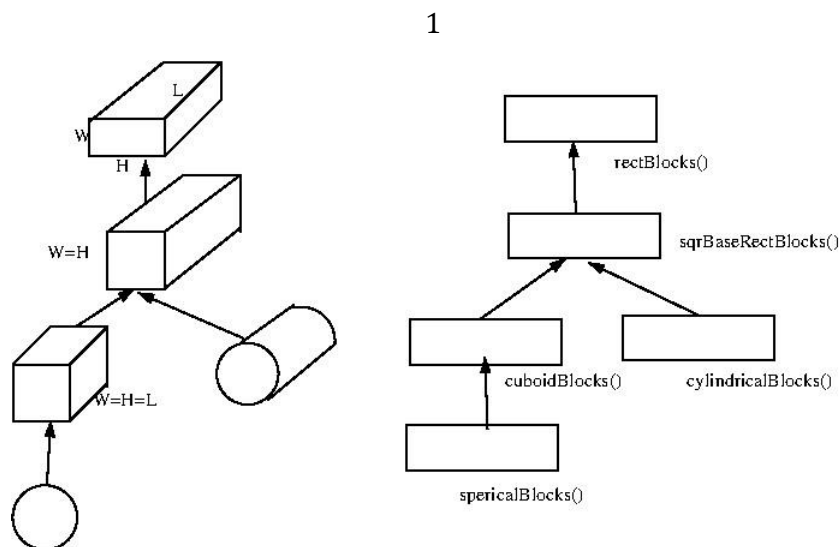 1
L
W
H
rectBlocks()
W=H
sqrBaseRectBlocks()
cuboidBlocks()
cylindricalBlocks()
W=H=L
spericalBlocks()